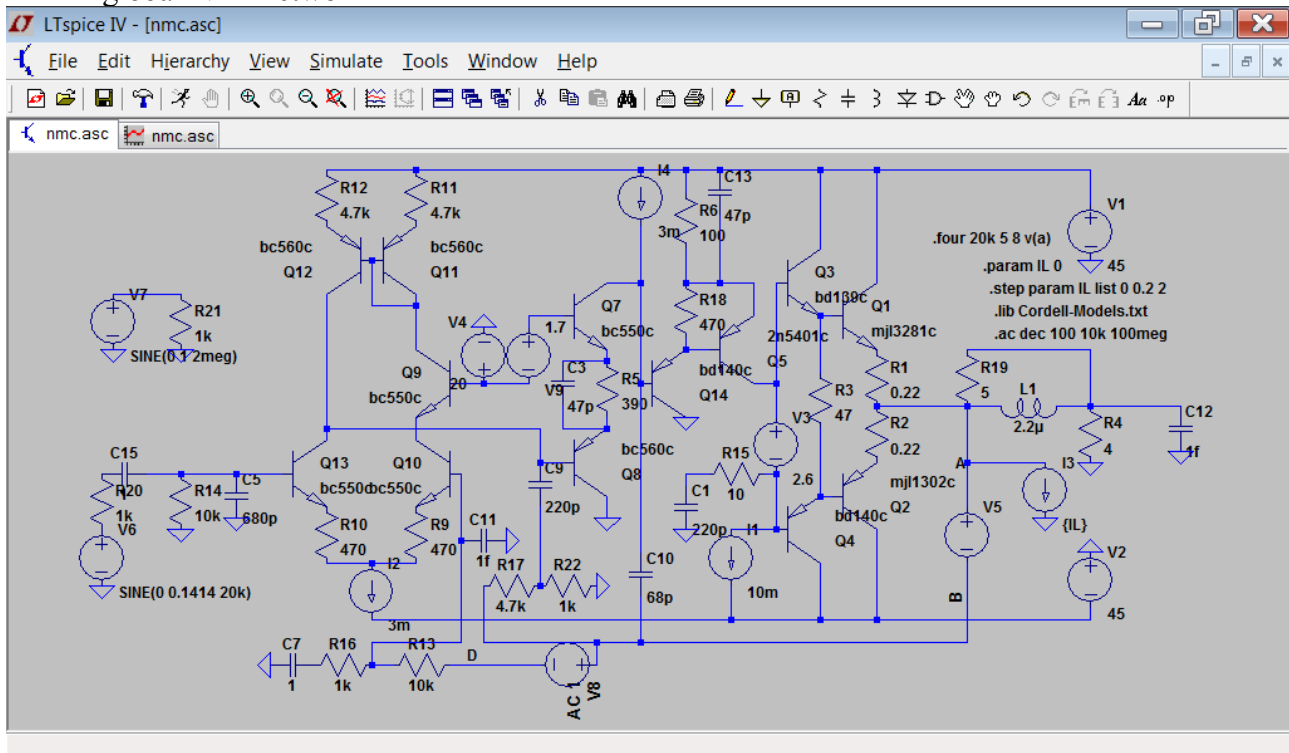 LTspice IV - [nmc.asc]
File Edit Hierarchy View Simulate Tools Window Help
nmc.asc nmc.asc
R12
4.7k
R11
4.7k
bc560c
Q12
bc560c
Q11
I4
3m
C13
47p
R6
100
V1
45
.four 20k 5 8 v(a)
.param IL 0
.step param IL list 0 0.2 2
.lib Cordell-Models.txt
.ac dec 100 10k 100meg
V7
R21
1k
SINE(0 1 2meg)
V4
20
1.7
V9
Q7
bc550c
R18
470
Q3
bd139c
Q1
mjl3281c
2n5401c
Q5
bd140c
Q14
Q9
bc550c
C3
47p
R5
390
R3
47
R1
0.22
R2
0.22
R19
5
L1
2.2µ
R4
4
C12
1f
C15
R20
1k
V6
SINE(0 0.1414 20k)
R14
10k
C5
680p
Q13
bc550c
Q10
bc550c
R10
470
R9
470
C11
1f
I2
3m
C9
220p
bc560c
Q8
R15
10
C1
220p
V3
2.6
I1
10m
mjl1302c
Q2
bd140c
Q4
A
I3
{IL}
V5
B
V2
45
R17
4.7k
R22
1k
C10
68p
C7
1
R16
1k
R13
10k
D
AC 1
V8